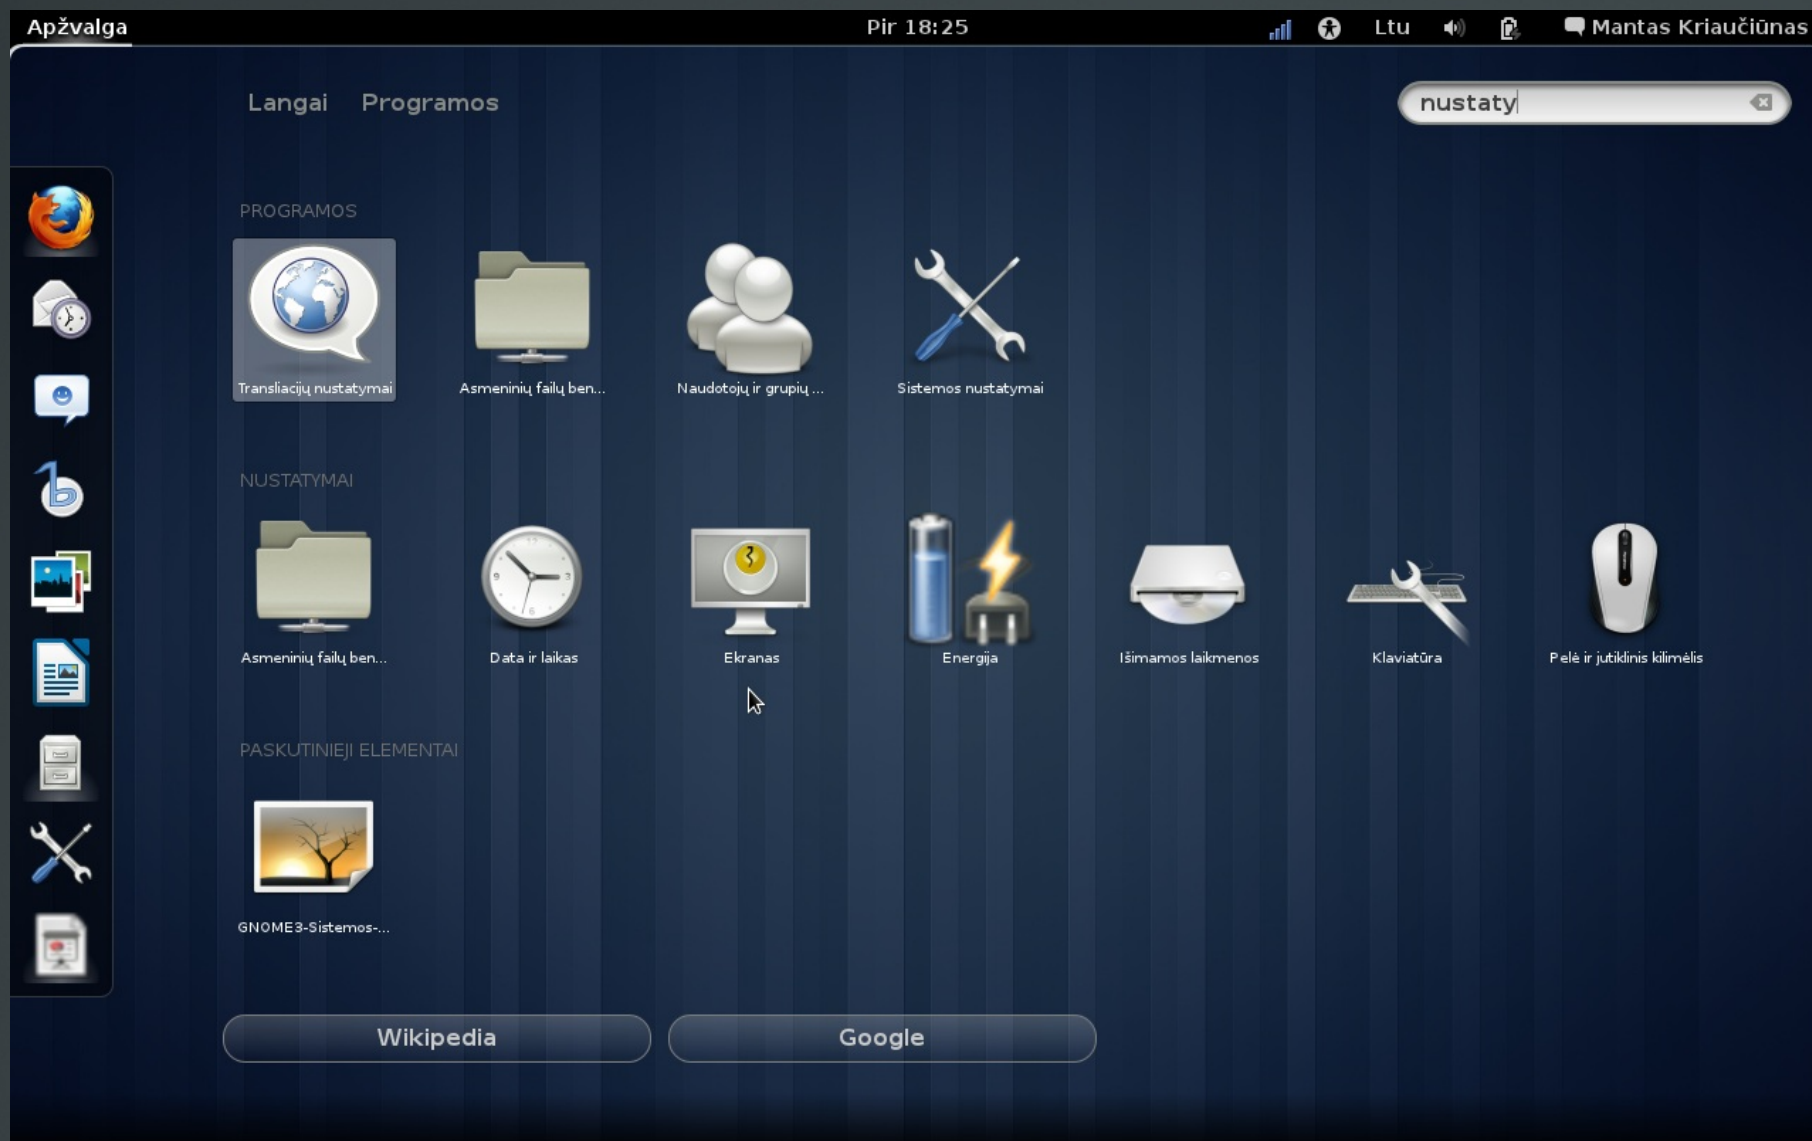 Apžvalga
Pir 18:25
Ltu
Mantas Kriaučiūnas
Langai
Programos
nustaty
PROGRAMOS
Transliacijų nustatymai
Asmeninių failų ben...
Naudotojų ir grupių ...
Sistemos nustatymai
NUSTATYMAI
Asmeninių failų ben...
Data ir laikas
Ekranas
Energija
Išimamos laikmenos
Klaviatūra
Pelė ir jutiklinis kilimėlis
PASKUTINIEJI ELEMENTAI
GNOME3-Sistemos-...
Wikipedia
Google